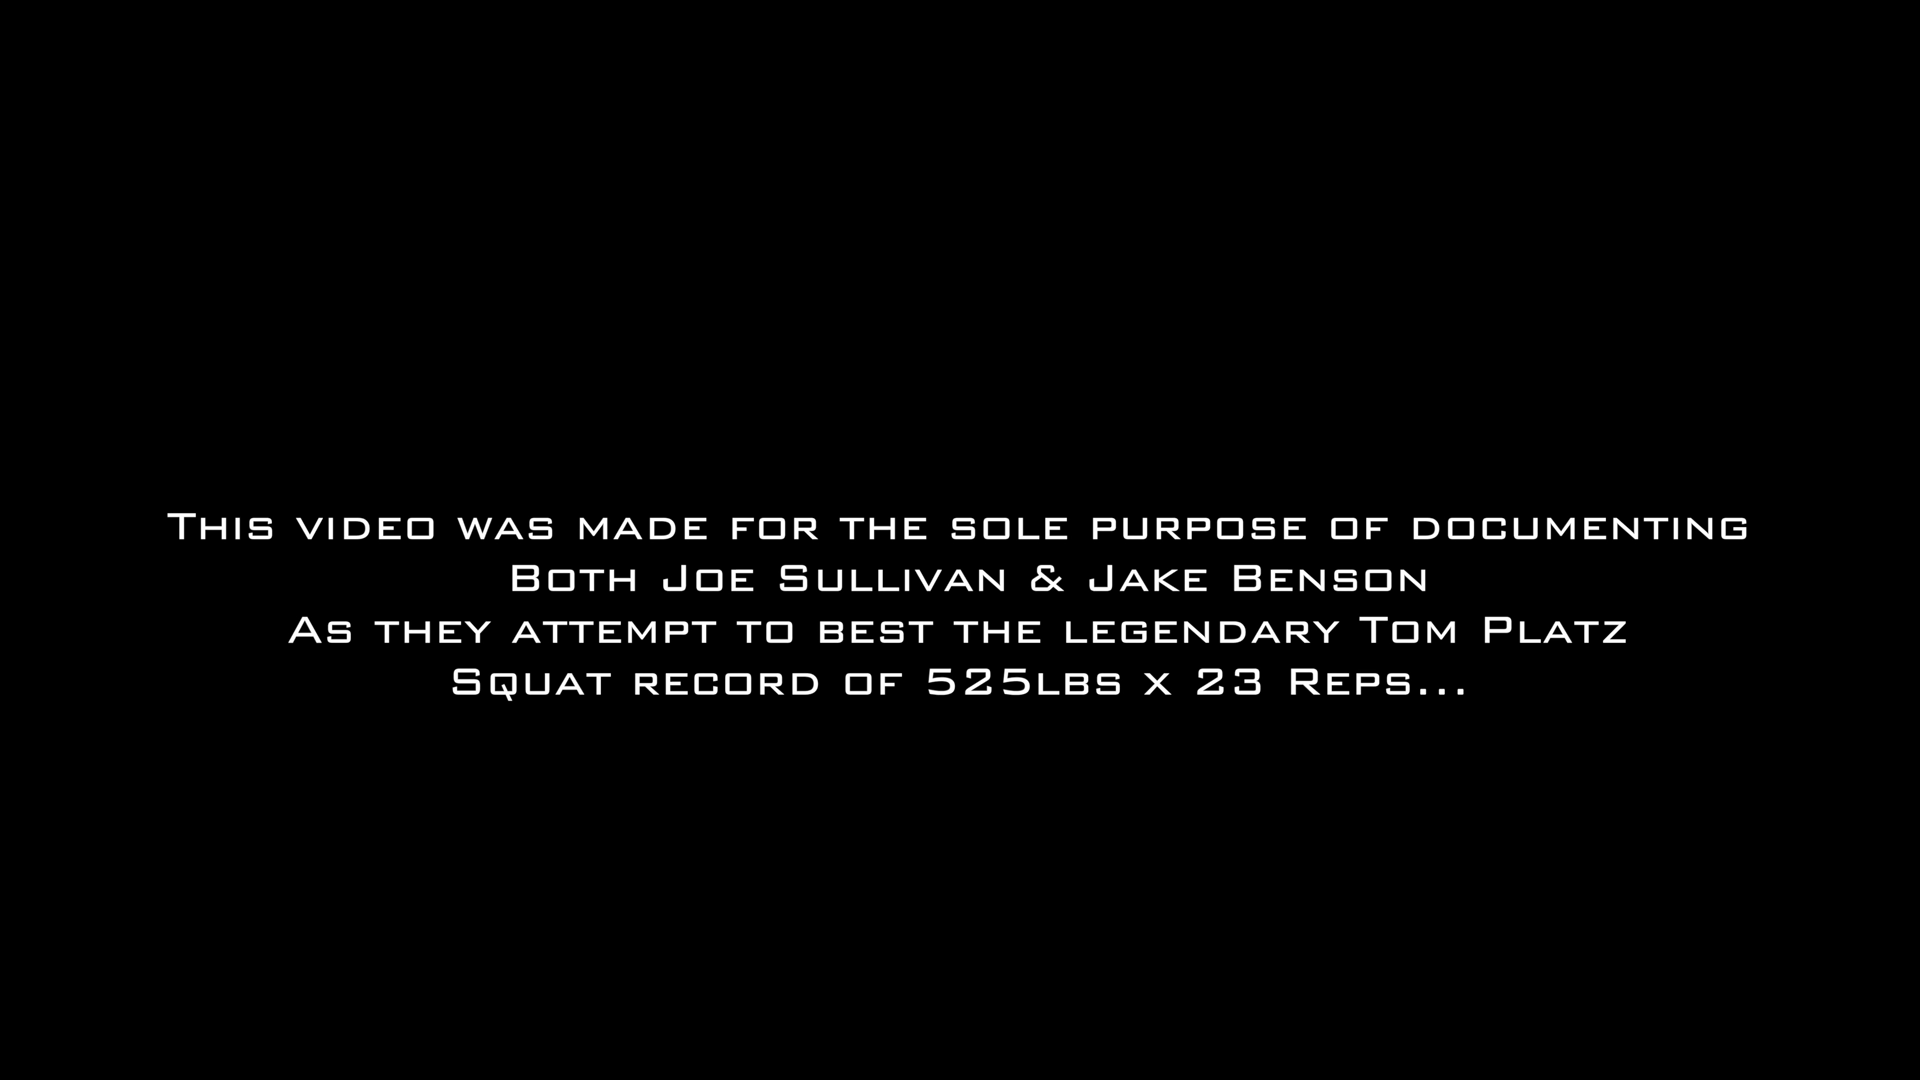 This video was made for the sole purpose of documenting
Both Joe Sullivan & Jake Benson
As they attempt to best the legendary Tom Platz
Squat record of 525lbs x 23 Reps...